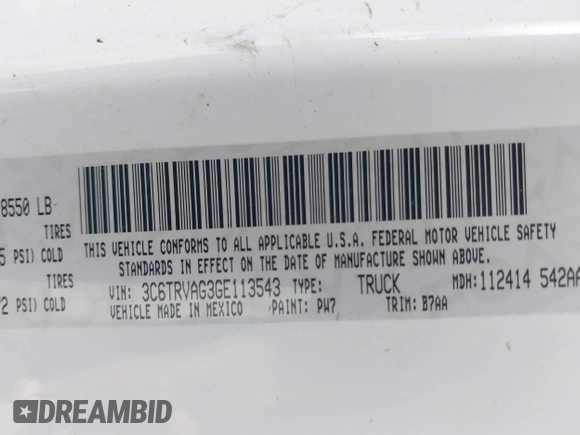 8550 LB
TIRES
5 PSI) COLD
TIRES
2 PSI) COLD
THIS VEHICLE CONFORMS TO ALL APPLICABLE U.S.A. FEDERAL MOTOR VEHICLE SAFETY
STANDARDS IN EFFECT ON THE DATE OF MANUFACTURE SHOWN ABOVE.
VIN: 3C6TRVAG3GE113543 TYPE: TRUCK MDH: 112414 542AA
VEHICLE MADE IN MEXICO PAINT: PW7 TRIM: B7AA
DREAMBID